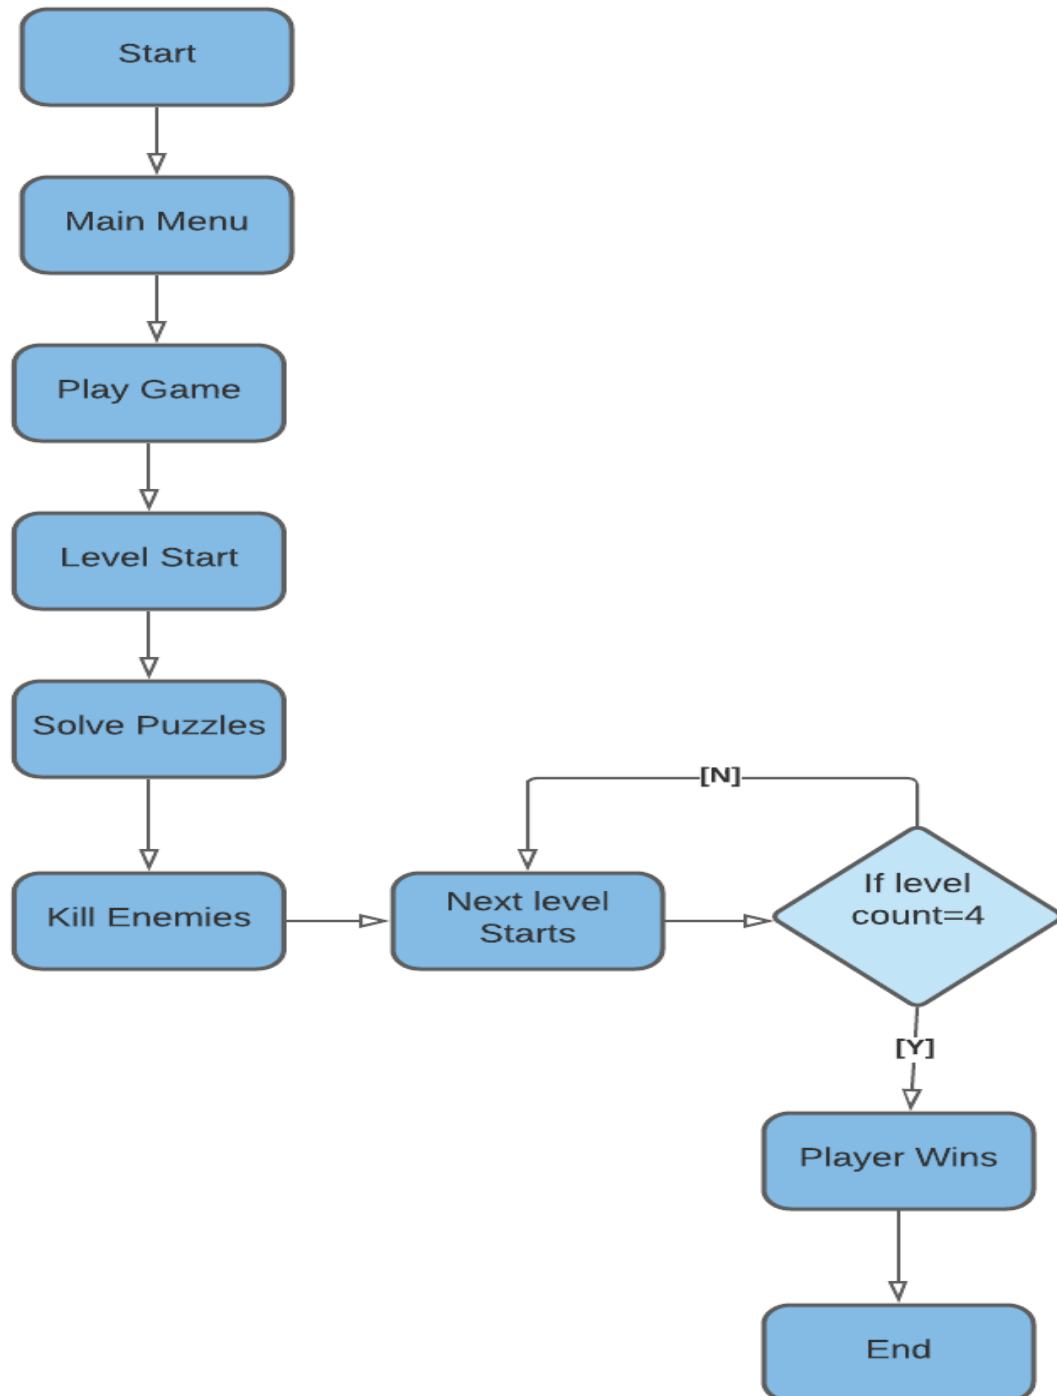 Start
Main Menu
Play Game
Level Start
Solve Puzzles
Kill Enemies
Next level
Starts
[N]
If level
count=4
[Y]
Player Wins
End